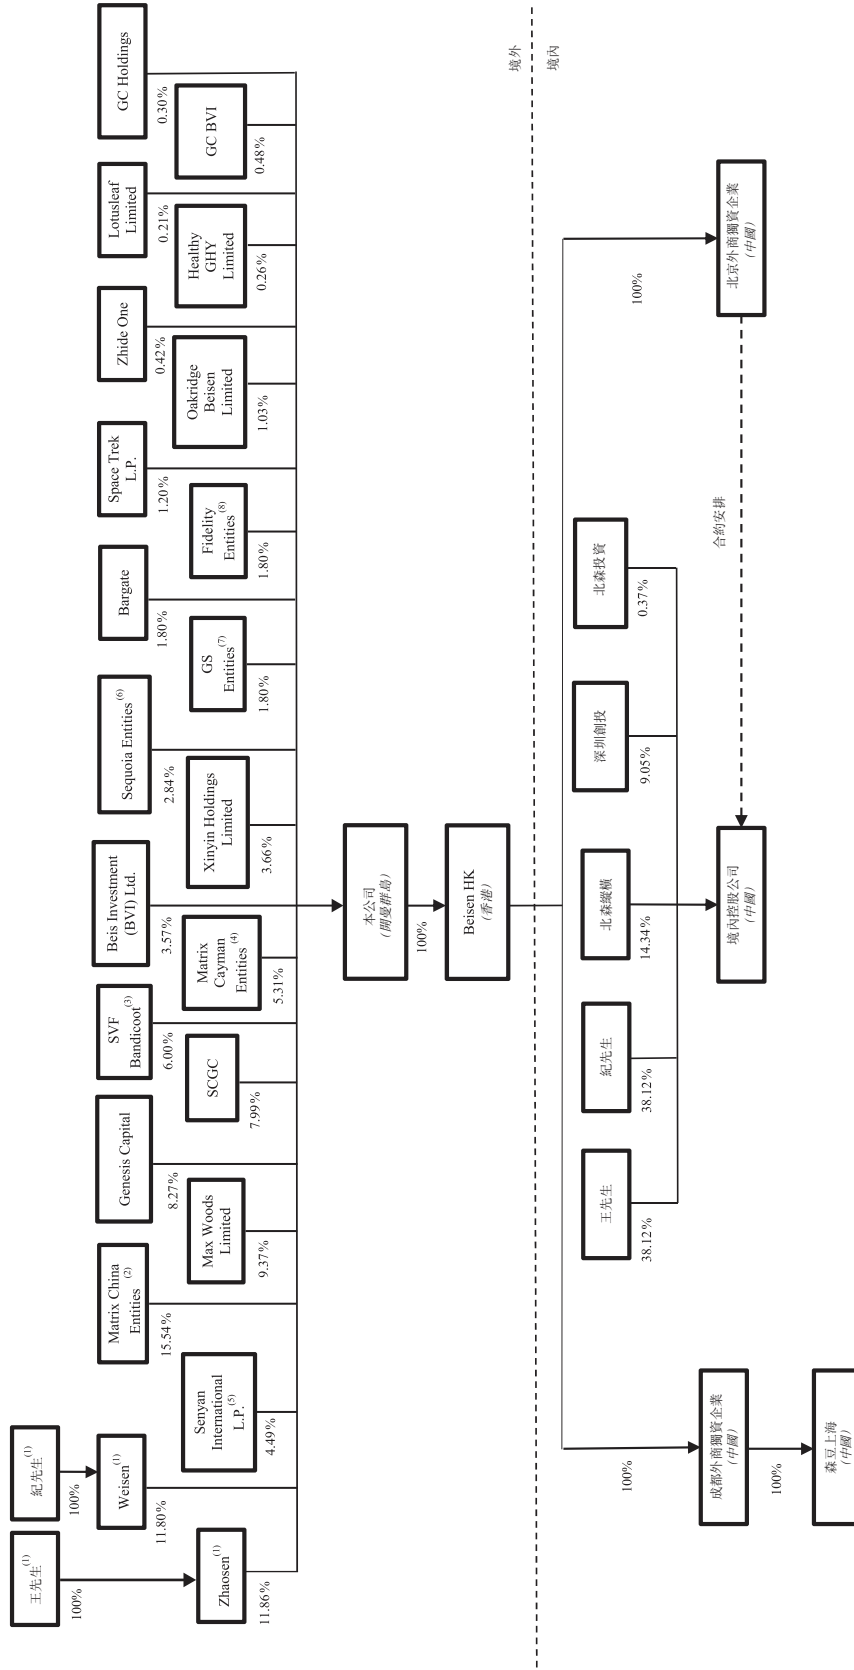 王先生(1)
100%
紀先生(1)
100%
Zhaosen(1)
11.86%
Weisen(1)
11.80%
Senyan
International
L.P.(5)
4.49%
Matrix China
Entities(2)
15.54%
Max Woods
Limited
9.37%
Genesis Capital
8.27%
SCGC
7.99%
SVF
Bandicoot(3)
6.00%
Matrix
Cayman
Entities(4)
5.31%
Beis Investment
(BVI) Ltd.
3.57%
Xinyin Holdings
Limited
3.66%
Sequoia Entities(6)
2.84%
GS
Entities(7)
1.80%
Bargate
1.80%
Fidelity
Entities(8)
1.80%
Space Trek
L.P.
1.20%
Oakridge
Beisen
Limited
1.03%
Zhide One
0.42%
Healthy
GHY
Limited
0.26%
Lotusleaf
Limited
0.21%
GC BVI
0.48%
GC Holdings
0.30%
本公司
(開曼群島)
100%
Beisen HK
(香港)
境外
境內
100%
成都外商獨資企業
(中國)
100%
森豆上海
(中國)
王先生
38.12%
紀先生
38.12%
北森縱橫
14.34%
深圳創投
9.05%
北森投資
0.37%
境內控股公司
(中國)
合約安排
100%
北京外商獨資企業
(中國)